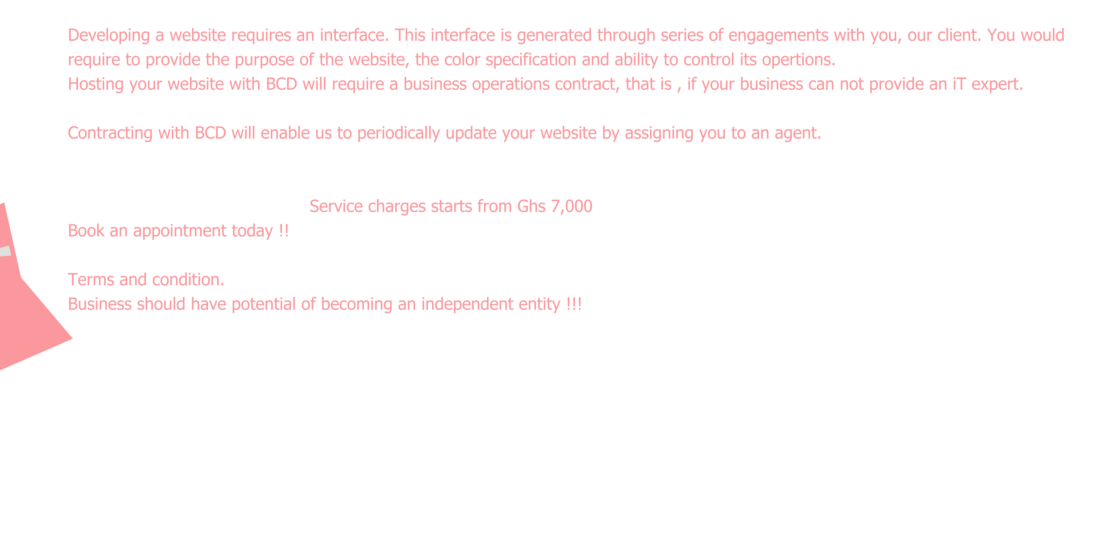 Developing a website requires an interface. This interface is generated through series of engagements with you, our client. You would
require to provide the purpose of the website, the color specification and ability to control its opertions.
Hosting your website with BCD will require a business operations contract, that is , if your business can not provide an iT expert.
Contracting with BCD will enable us to periodically update your website by assigning you to an agent.
Service charges starts from Ghs 7,000
Book an appointment today !!
Terms and condition.
Business should have potential of becoming an independent entity !!!